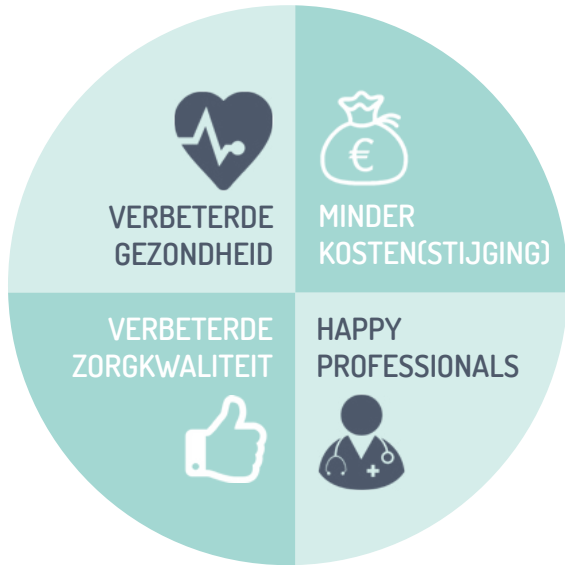 VERBETERDE
GEZONDHEID
MINDER
KOSTEN(STIJGING)
VERBETERDE
ZORGKWALITEIT
HAPPY
PROFESSIONALS
€